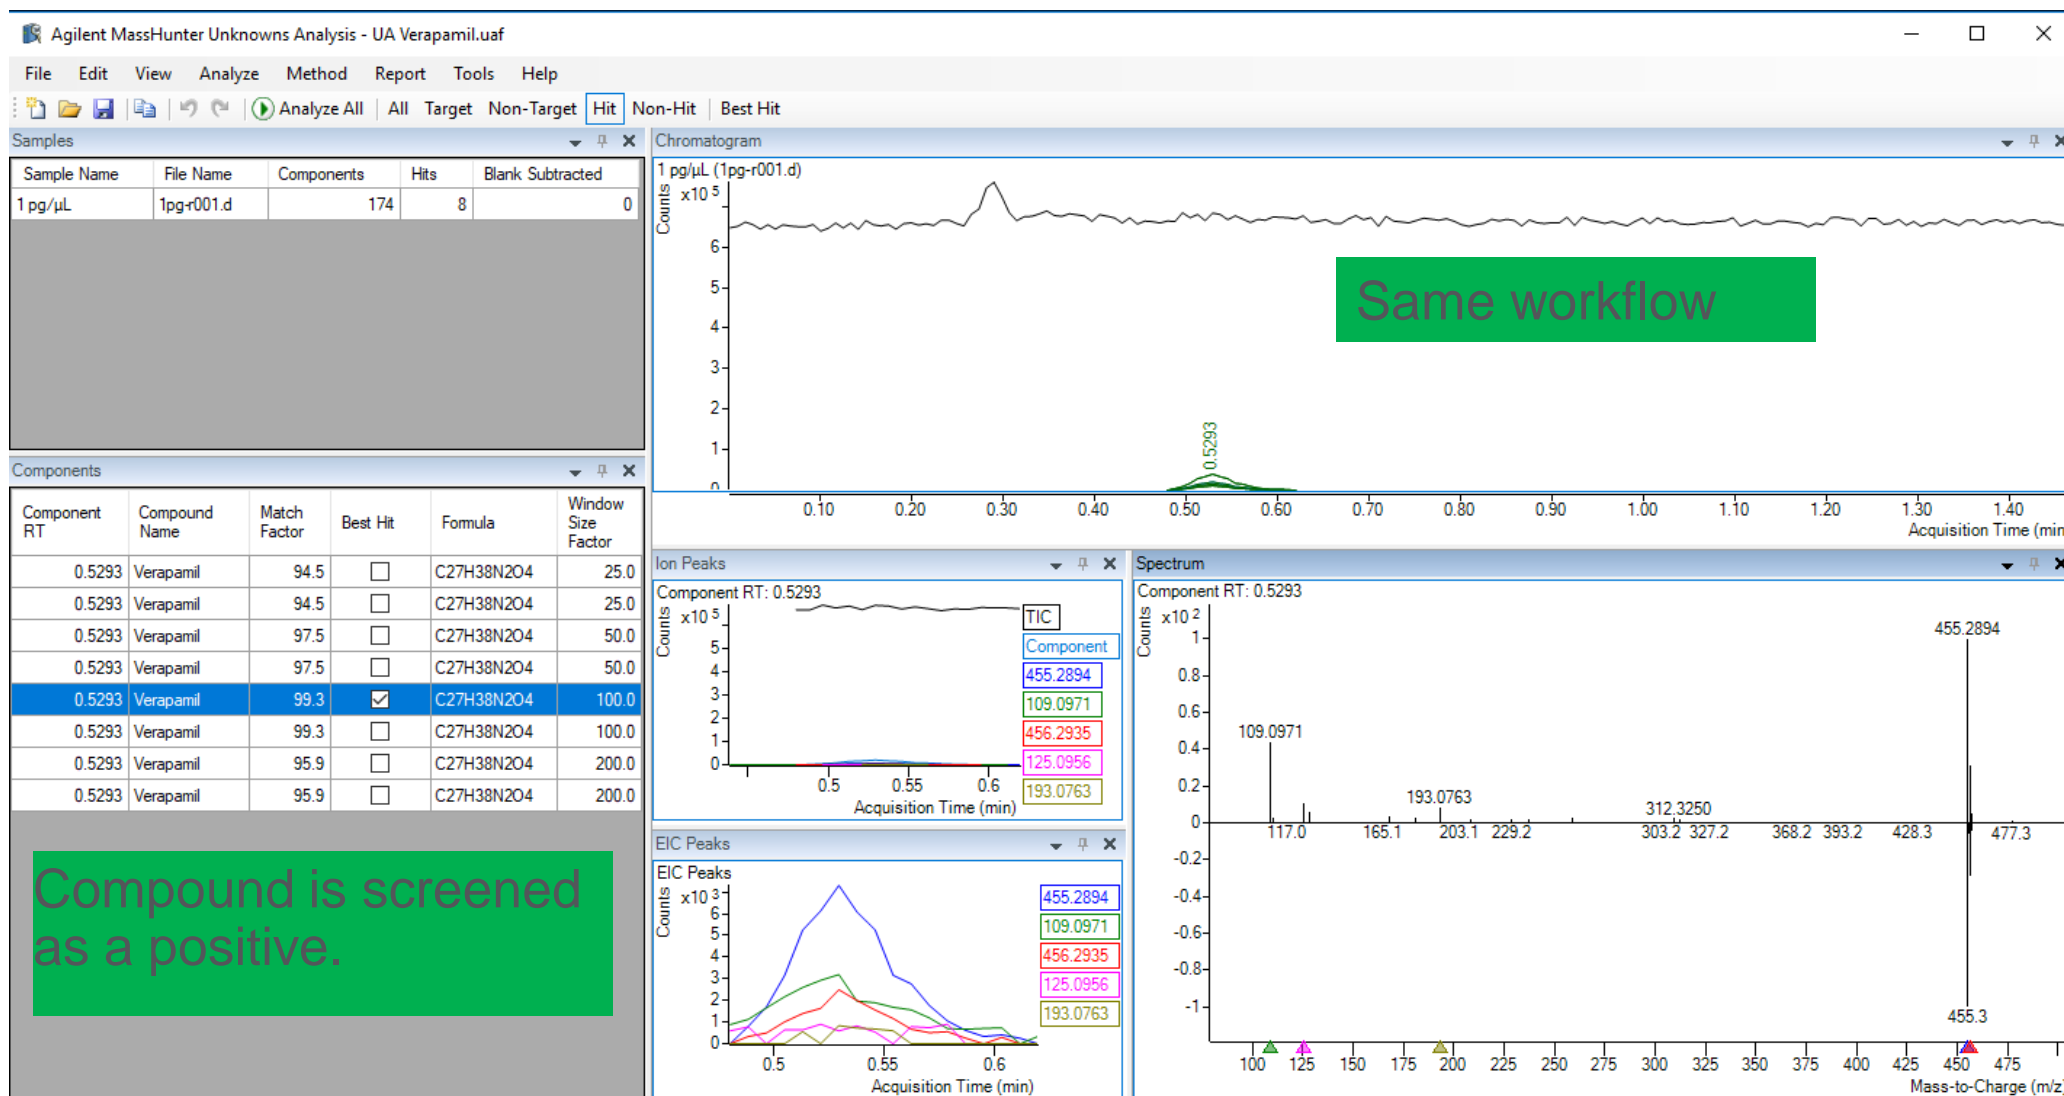 Agilent MassHunter Unknowns Analysis - UA Verapamil.uaf
File Edit View Analyze Method Report Tools Help
Analyze All All Target Non-Target Hit Non-Hit Best Hit
Samples
Sample Name File Name Components Hits Blank Subtracted
1 pg/µL 1pg-r001.d 174 8 0
Chromatogram
1 pg/µL (1pg-r001.d)
Counts
x10 5
6
5
4
3
2
1
0
0.5293
Same workflow
0.10 0.20 0.30 0.40 0.50 0.60 0.70 0.80 0.90 1.00 1.10 1.20 1.30 1.40
Acquisition Time (min
Components
Component RT Compound Name Match Factor Best Hit Formula Window Size Factor
0.5293 Verapamil 94.5 C27H38N2O4 25.0
0.5293 Verapamil 94.5 C27H38N2O4 25.0
0.5293 Verapamil 97.5 C27H38N2O4 50.0
0.5293 Verapamil 97.5 C27H38N2O4 50.0
0.5293 Verapamil 99.3 C27H38N2O4 100.0
0.5293 Verapamil 99.3 C27H38N2O4 100.0
0.5293 Verapamil 95.9 C27H38N2O4 200.0
0.5293 Verapamil 95.9 C27H38N2O4 200.0
Compound is screened
as a positive.
Ion Peaks
Component RT: 0.5293
Counts
x10 5
5
4
3
2
1
0
TIC
Component
455.2894
109.0971
456.2935
125.0956
193.0763
0.5 0.55 0.6
Acquisition Time (min)
EIC Peaks
EIC Peaks
Counts
x10 3
6
5
4
3
2
1
0
455.2894
109.0971
456.2935
125.0956
193.0763
0.5 0.55 0.6
Acquisition Time (min)
Spectrum
Component RT: 0.5293
Counts
x10 2
1
0.8
0.6
0.4
0.2
0
-0.2
-0.4
-0.6
-0.8
-1
455.2894
109.0971
193.0763
312.3250
117.0 165.1 203.1 229.2 303.2 327.2 368.2 393.2 428.3 477.3
455.3
100 125 150 175 200 225 250 275 300 325 350 375 400 425 450 475
Mass-to-Charge (m/z)